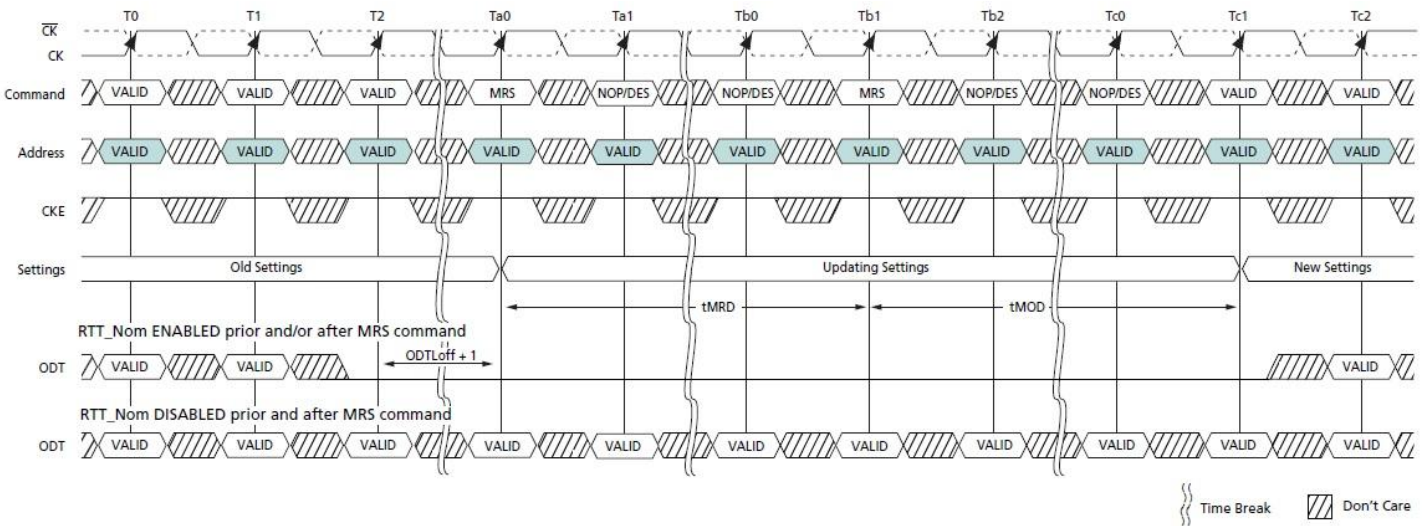 T0 T1 T2 Ta0 Ta1 Tb0 Tb1 Tb2 Tc0 Tc1 Tc2
CK
CK
Command VALID VALID VALID MRS NOP/DES NOP/DES MRS NOP/DES NOP/DES VALID VALID
Address VALID VALID VALID VALID VALID VALID VALID VALID VALID VALID VALID
CKE
Settings Old Settings Updating Settings New Settings
tMRD tMOD
RTT_Nom ENABLED prior and/or after MRS command
ODTLoff + 1
ODT VALID VALID VALID
RTT_Nom DISABLED prior and after MRS command
ODT VALID VALID VALID VALID VALID VALID VALID VALID VALID VALID VALID
Time Break Don't Care